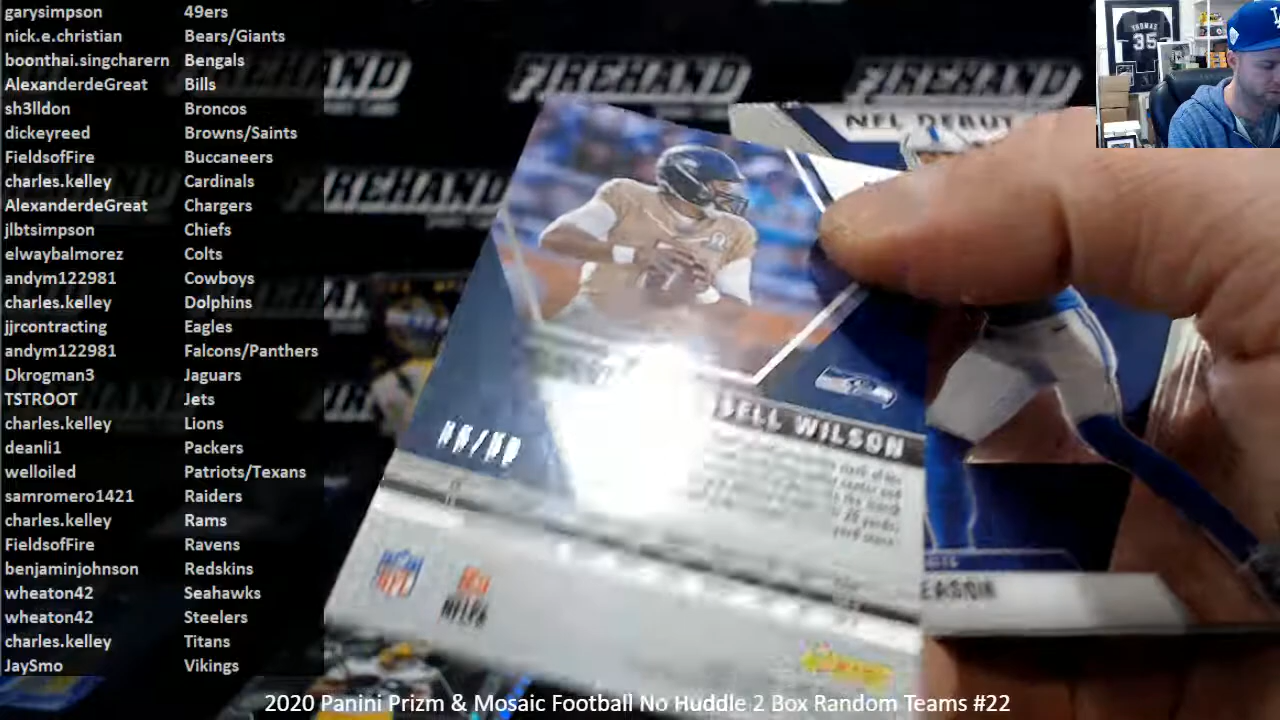 garysimpson 49ers
nick.e.christian Bears/Giants
boonthai.singcharern Bengals
AlexanderdeGreat Bills
sh3lldon Broncos
dickeyreed Browns/Saints
FieldsofFire Buccaneers
charles.kelley Cardinals
AlexanderdeGreat Chargers
jlbtsimpson Chiefs
elwaybalmorez Colts
andym122981 Cowboys
charles.kelley Dolphins
jjrcontracting Eagles
andym122981 Falcons/Panthers
Dkrogman3 Jaguars
TSTROOT Jets
charles.kelley Lions
deanli1 Packers
welloiled Patriots/Texans
samromero1421 Raiders
charles.kelley Rams
FieldsofFire Ravens
benjaminjohnson Redskins
wheaton42 Seahawks
wheaton42 Steelers
charles.kelley Titans
JaySmo Vikings
FIREHAND FIREHAND
FIREHAND
NFL DEBUT
THOMAS
35
WILSON
NFL
NFLPA
2020 Panini Prizm & Mosaic Football No Huddle 2 Box Random Teams #22